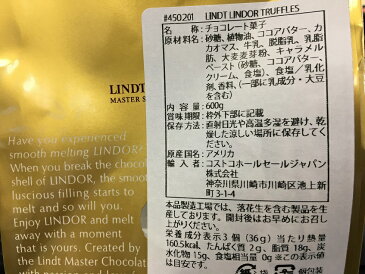 LINDT
MASTER S
Have you experienced
smooth melting LINDOR?
When you break the choco
shell of LINDOR, the smo
luscious filling starts to
melt and so will you.
Enjoy LINDOR and melt
away with a moment
that is yours. Created by
the Lindt Master Chocolat
#450201 LINDT LINDOR TRUFFLES
名称:チョコレート菓子
原材料名:砂糖、植物油、ココアバター、カ
カオマス、牛乳、脱脂乳、乳脂
肪、大麦麦芽粉、キャラメル
ペースト(砂糖、ココアバター、
クリーム、食塩)、食塩/乳化
剤、香料、(一部に乳成分・大豆
を含む)
内容量:600g
賞味期限:枠外下部に記載
保存方法:直射日光や高温多湿を避け、乾
燥した涼しい場所に保存してく
ださい。
原産国名:アメリカ
輸入者:コストコホールセールジャパン
株式会社
神奈川県川崎市川崎区池上新
町3-1-4
本品製造工場では、落花生を含む製品を生
産しています。開封後はお早めにお召し上
がりください。
栄養成分表示3個(36g)当たり熱量
160.5kcal、たんぱく質2g、脂質18g、炭
水化物15g、食塩相当量0g ※この表示値は
目安です。
個包装